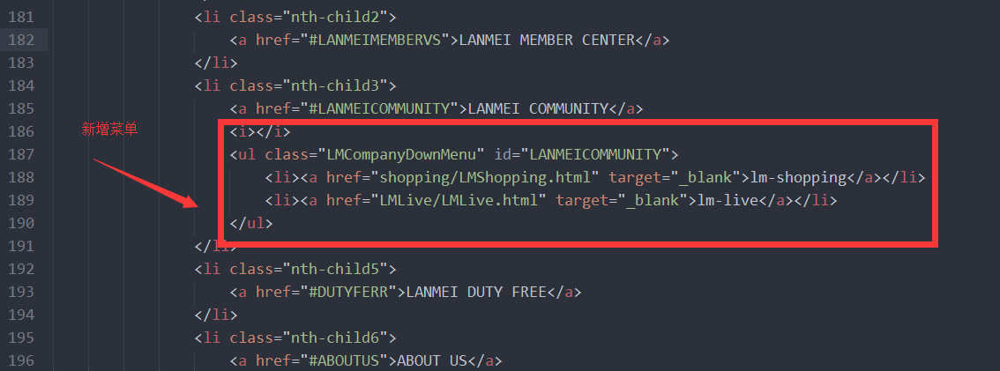 181 <li class="nth-child2">
182 <a href="#LANMEIMEMBERVS">LANMEI MEMBER CENTER</a>
183 </li>
184 <li class="nth-child3">
185 <a href="#LANMEICOMMUNITY">LANMEI COMMUNITY</a>
新增菜单
186 <i></i>
187 <ul class="LMCompanyDownMenu" id="LANMEICOMMUNITY">
188 <li><a href="shopping/LMShopping.html" target="_blank">lm-shopping</a></li>
189 <li><a href="LMLive/LMLive.html" target="_blank">lm-live</a></li>
190 </ul>
191 </li>
192 <li class="nth-child5">
193 <a href="#DUTYFERR">LANMEI DUTY FREE</a>
194 </li>
195 <li class="nth-child6">
196 <a href="#ABOUTUS">ABOUT US</a>